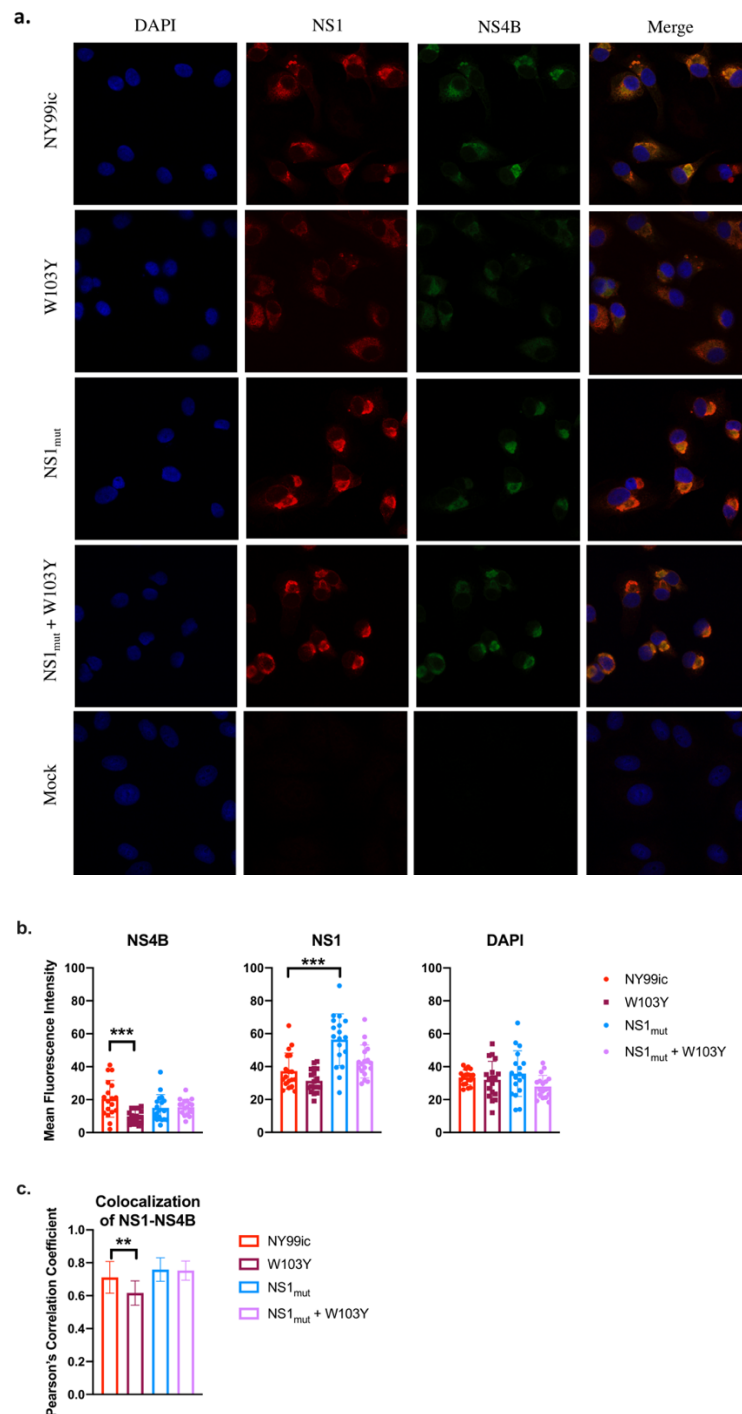 a.
DAPI NS1 NS4B Merge
NY99ic
W103Y
NS1mut
NS1mut + W103Y
Mock
b.
NS4B
Mean Fluorescence Intensity
100
80
60
40
20
0
***
NS1
100
80
60
40
20
0
***
DAPI
100
80
60
40
20
0
NY99ic
W103Y
NS1mut
NS1mut + W103Y
c.
Colocalization
of NS1-NS4B
Pearson's Correlation Coefficient
1.0
0.8
0.6
0.4
0.2
0.0
**
NY99ic
W103Y
NS1mut
NS1mut + W103Y